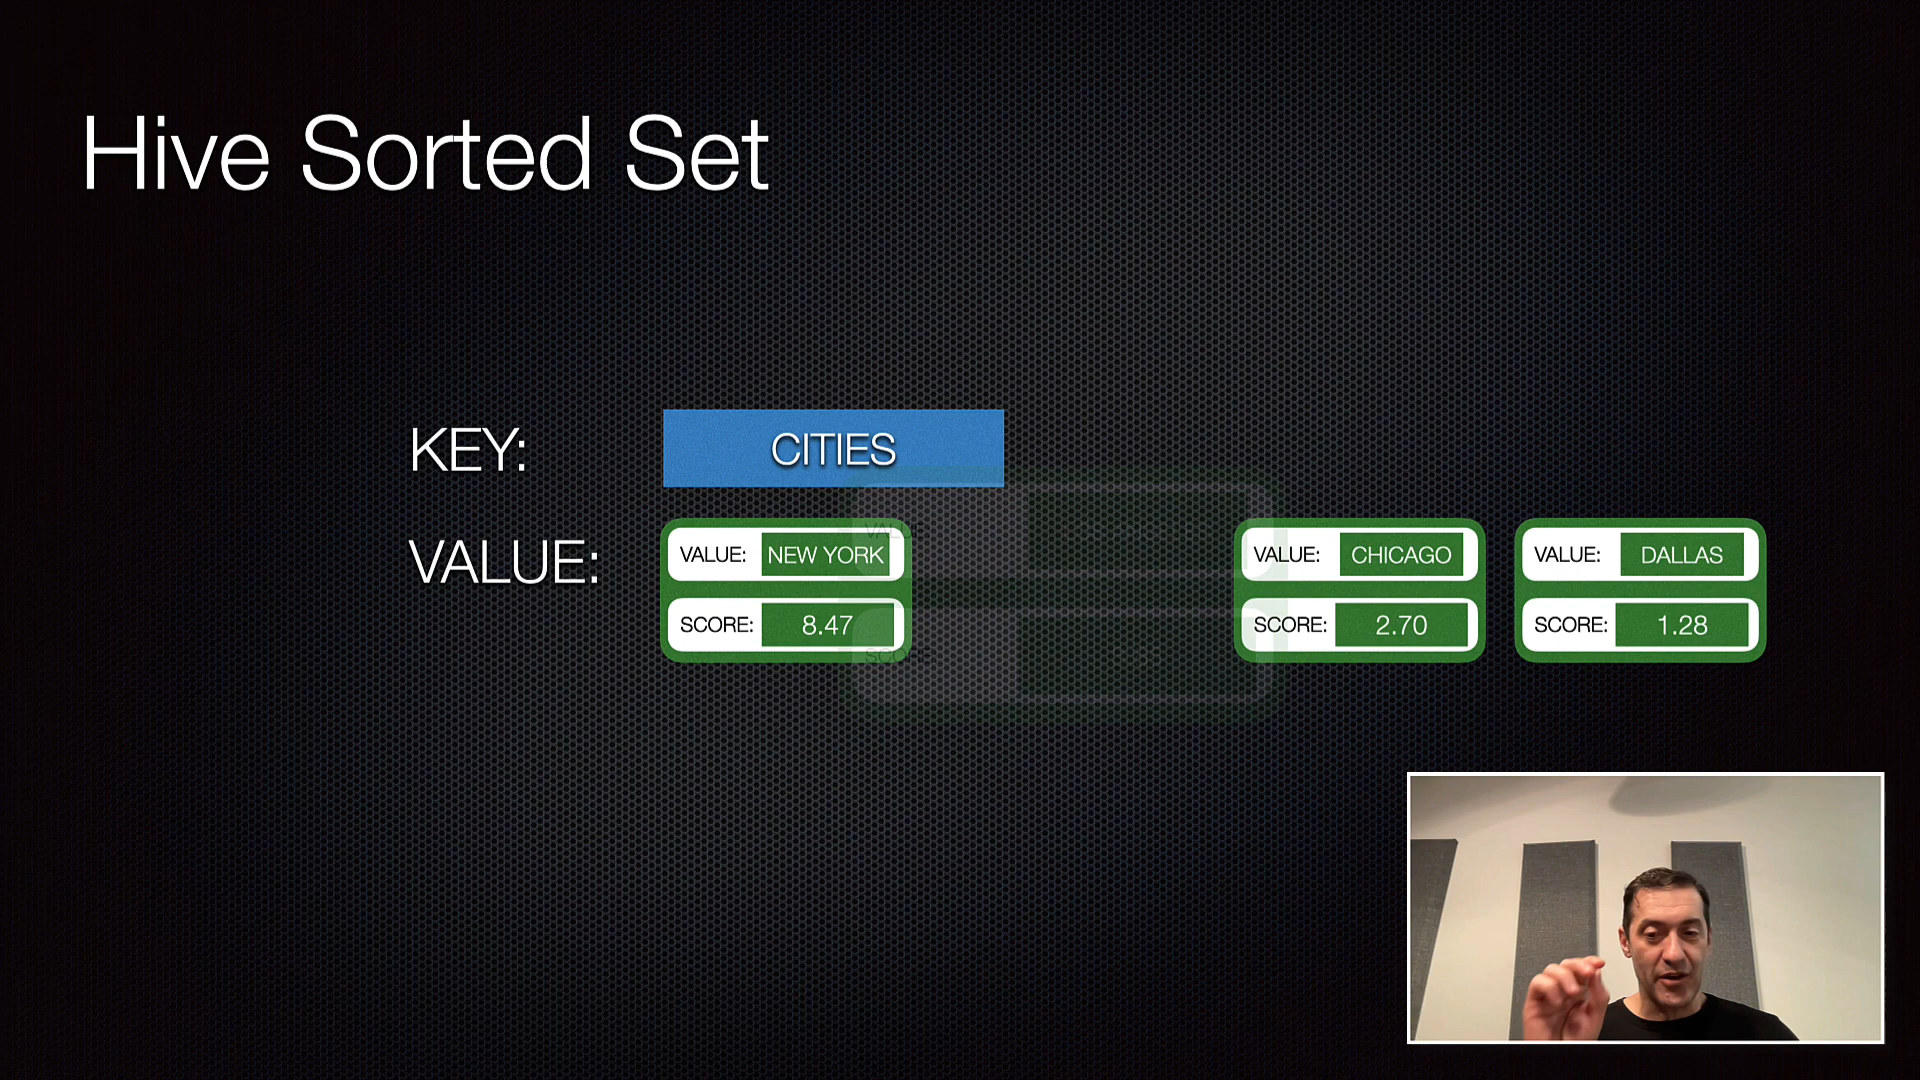 Hive Sorted Set
KEY: CITIES
VALUE:
VALUE: NEW YORK
SCORE: 8.47
VALUE: CHICAGO
SCORE: 2.70
VALUE: DALLAS
SCORE: 1.28